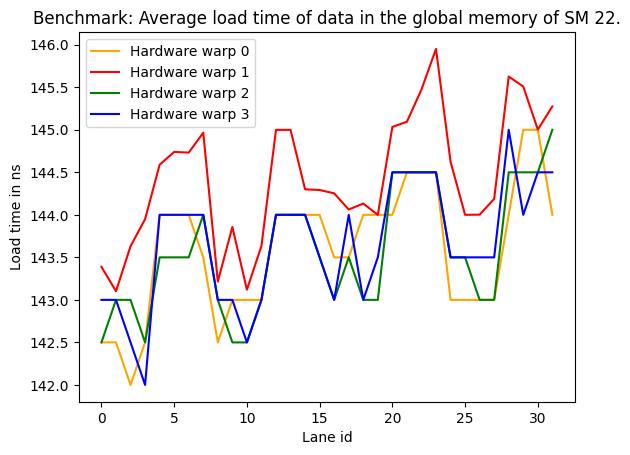 Benchmark: Average load time of data in the global memory of SM 22.
Hardware warp 0
Hardware warp 1
Hardware warp 2
Hardware warp 3
146.0
145.5
145.0
144.5
144.0
143.5
143.0
142.5
142.0
Load time in ns
0 5 10 15 20 25 30
Lane id